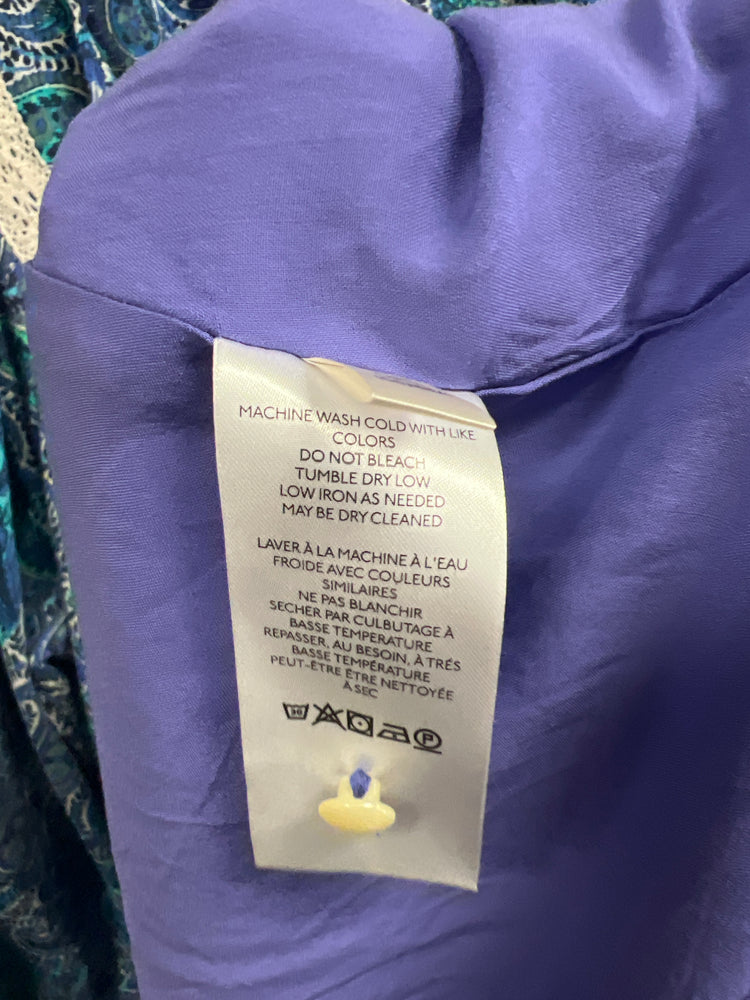 MACHINE WASH COLD WITH LIKE
COLORS
DO NOT BLEACH
TUMBLE DRY LOW
LOW IRON AS NEEDED
MAY BE DRY CLEANED
LAVER À LA MACHINE À L'EAU
FROIDE AVEC COULEURS
SIMILAIRES
NE PAS BLANCHIR
SECHER PAR CULBUTAGE À
BASSE TEMPERATURE
REPASSER, AU BESOIN, À TRÉS
BASSE TEMPÉRATURE
PEUT-ÊTRE ÊTRE NETTOYÉE
À SEC
30 P